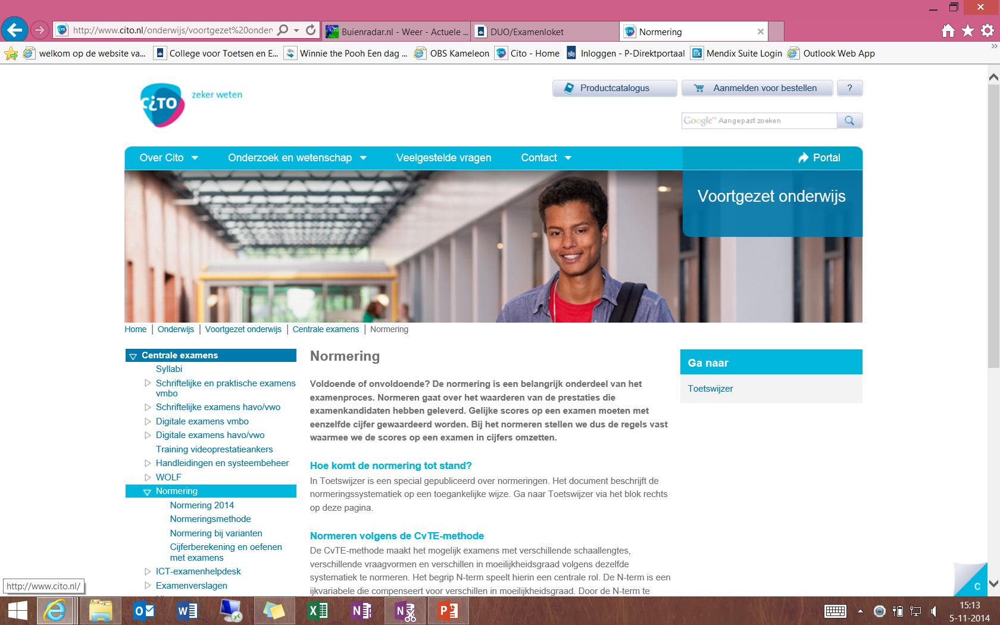 http://www.cito.nl/onderwijs/voortgezet%20onder
Buienradar.nl - Weer - Actuele ...
DUO/Examenloket
Normering
welkom op de website va...
College voor Toetsen en E...
Winnie the Pooh Een dag ...
OBS Kameleon
Cito - Home
Inloggen - P-Direktportaal
Mendix Suite Login
Outlook Web App
CiTO
zeker weten
Productcatalogus
Aanmelden voor bestellen
?
Google™ Aangepast zoeken
Over Cito
Onderzoek en wetenschap
Veelgestelde vragen
Contact
Portal
Voortgezet onderwijs
Home | Onderwijs | Voortgezet onderwijs | Centrale examens | Normering
Centrale examens
Syllabi
Schriftelijke en praktische examens
vmbo
Schriftelijke examens havo/vwo
Digitale examens vmbo
Digitale examens havo/vwo
Training videoprestatieankers
Handleidingen en systeembeheer
WOLF
Normering
Normering 2014
Normeringsmethode
Normering bij varianten
Cijferberekening en oefenen
met examens
ICT-examenhelpdesk
Examenverslagen
Normering
Voldoende of onvoldoende? De normering is een belangrijk onderdeel van het
examenproces. Normeren gaat over het waarderen van de prestaties die
examenkandidaten hebben geleverd. Gelijke scores op een examen moeten met
eenzelfde cijfer gewaardeerd worden. Bij het normeren stellen we dus de regels vast
waarmee we de scores op een examen in cijfers omzetten.
Hoe komt de normering tot stand?
In Toetswijzer is een special gepubliceerd over normeringen. Het document beschrijft de
normeringssystematiek op een toegankelijke wijze. Ga naar Toetswijzer via het blok rechts
op deze pagina.
Normeren volgens de CvTE-methode
De CvTE-methode maakt het mogelijk examens met verschillende schaallengtes,
verschillende vraagvormen en verschillen in moeilijkheidsgraad volgens dezelfde
systematiek te normeren. Het begrip N-term speelt hierin een centrale rol. De N-term is een
ijkvariabele die compenseert voor verschillen in moeilijkheidsgraad. Door de N-term te
Ga naar
Toetswijzer
C
http://www.cito.nl/
15:13
5-11-2014